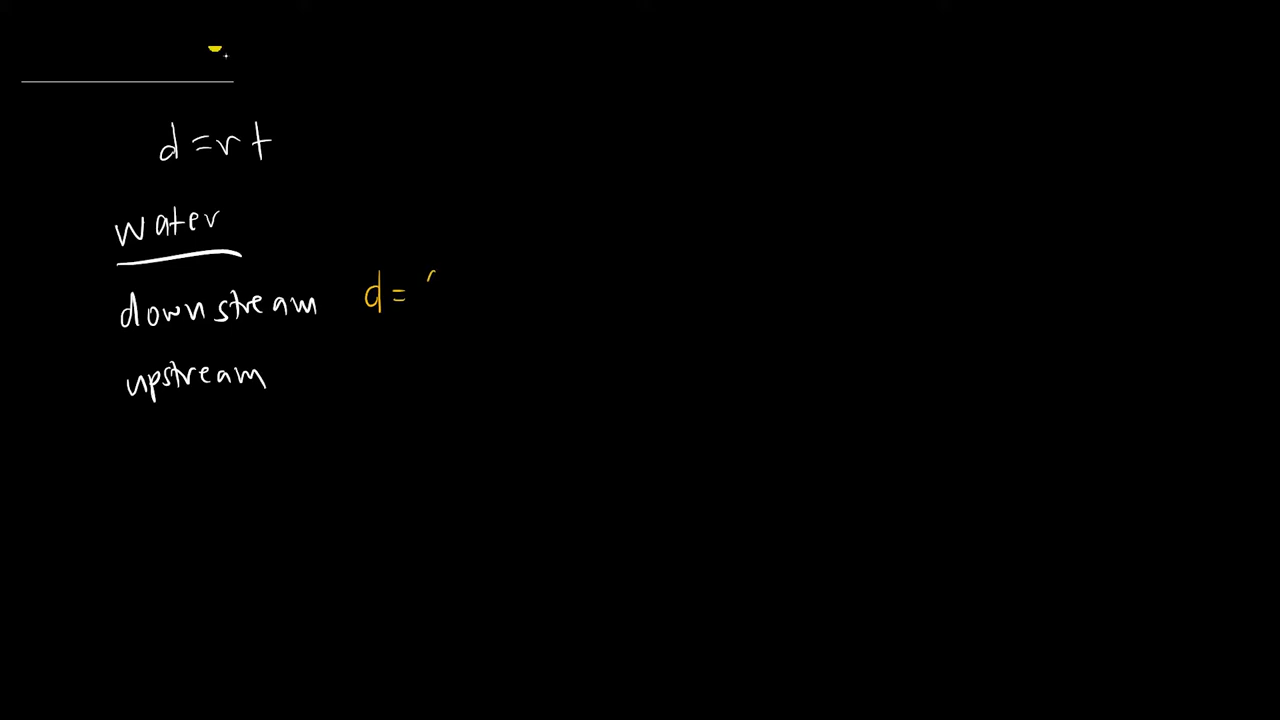 d = r t
water
downstream d =
upstream